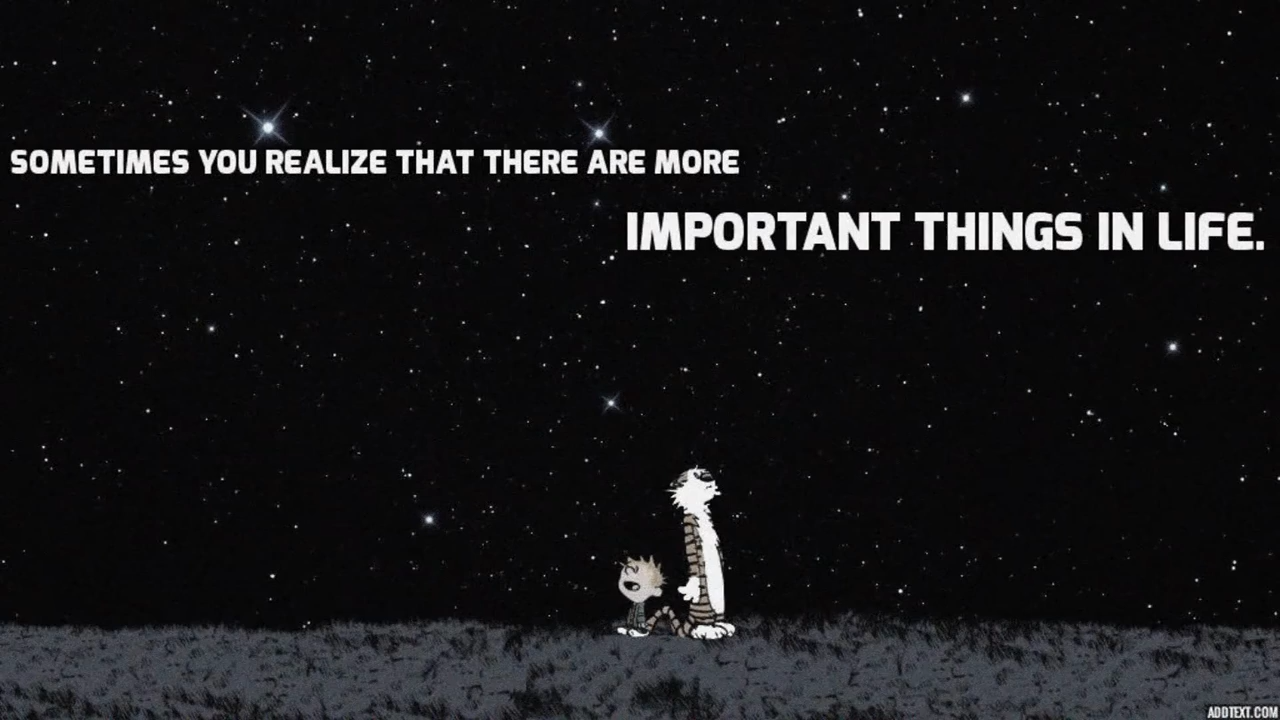 SOMETIMES YOU REALIZE THAT THERE ARE MORE
IMPORTANT THINGS IN LIFE.
ADDTEXT.COM